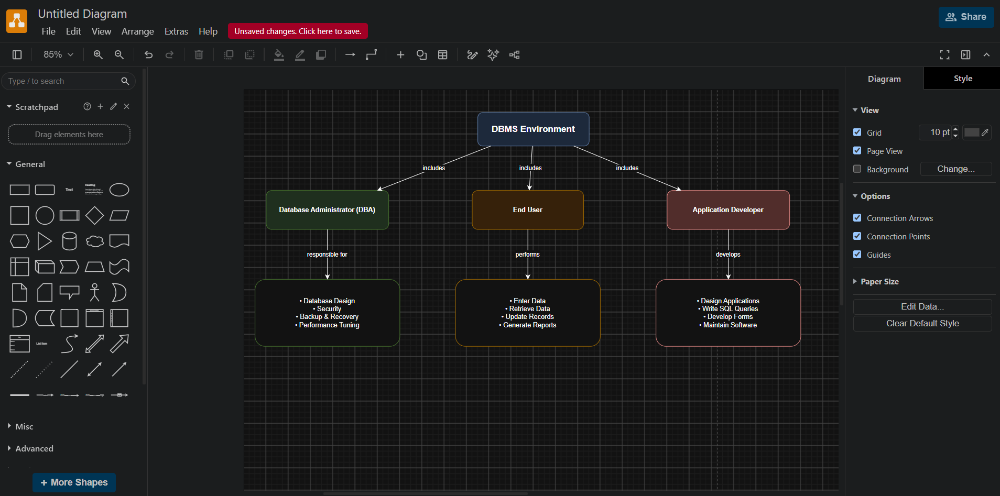 Untitled Diagram
File Edit View Arrange Extras Help
Unsaved changes. Click here to save.
Share
85%
Type / to search
Scratchpad
Drag elements here
General
Text
Heading
List Item
Misc
Advanced
+ More Shapes
DBMS Environment
includes
includes
includes
Database Administrator (DBA)
End User
Application Developer
responsible for
performs
develops
• Database Design
• Security
• Backup & Recovery
• Performance Tuning
• Enter Data
• Retrieve Data
• Update Records
• Generate Reports
• Design Applications
• Write SQL Queries
• Develop Forms
• Maintain Software
Diagram
Style
View
Grid
10 pt
Page View
Background
Change...
Options
Connection Arrows
Connection Points
Guides
Paper Size
Edit Data...
Clear Default Style